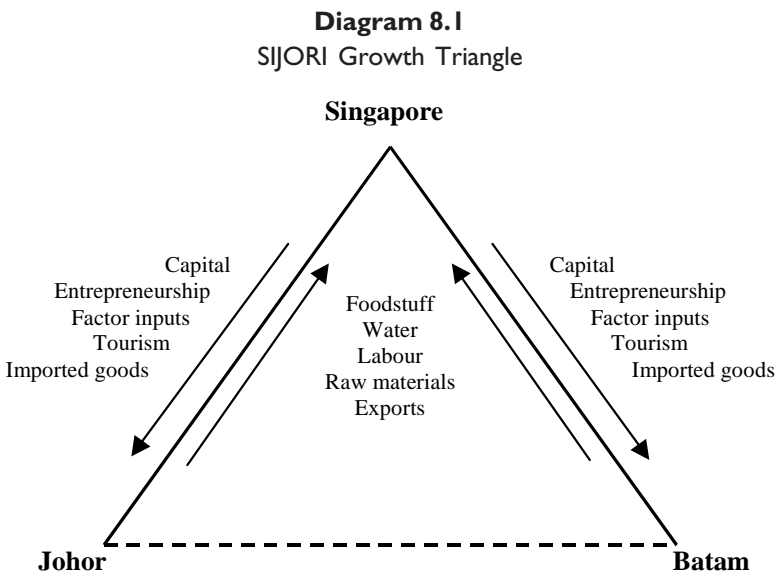 Diagram 8.1
SIJORI Growth Triangle
Singapore
Capital
Entrepreneurship
Factor inputs
Tourism
Imported goods
Foodstuff
Water
Labour
Raw materials
Exports
Capital
Entrepreneurship
Factor inputs
Tourism
Imported goods
Johor
Batam